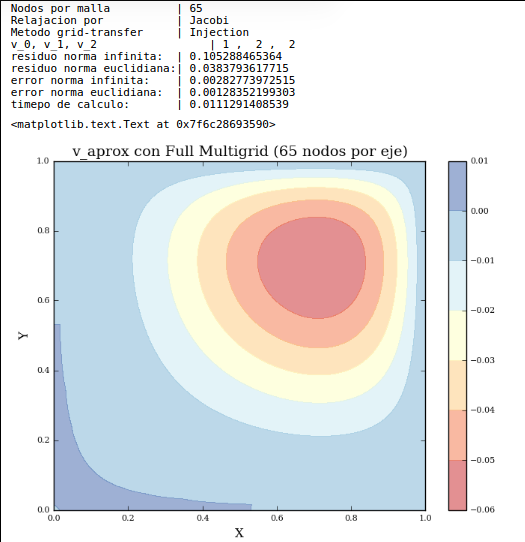 Nodos por malla | 65
Relajacion por | Jacobi
Metodo grid-transfer | Injection
v_0, v_1, v_2 | 1 , 2 , 2
residuo norma infinita: | 0.105288465364
residuo norma euclidiana:| 0.0383793617715
error norma infinita: | 0.00282773972515
error norma euclidiana: | 0.00128352199303
timepo de calculo: | 0.0111291408539
<matplotlib.text.Text at 0x7f6c28693590>
v_aprox con Full Multigrid (65 nodos por eje)
1.0
0.8
0.6
0.4
0.2
0.0
Y
0.0 0.2 0.4 0.6 0.8 1.0
X
0.01
0.00
−0.01
−0.02
−0.03
−0.04
−0.05
−0.06